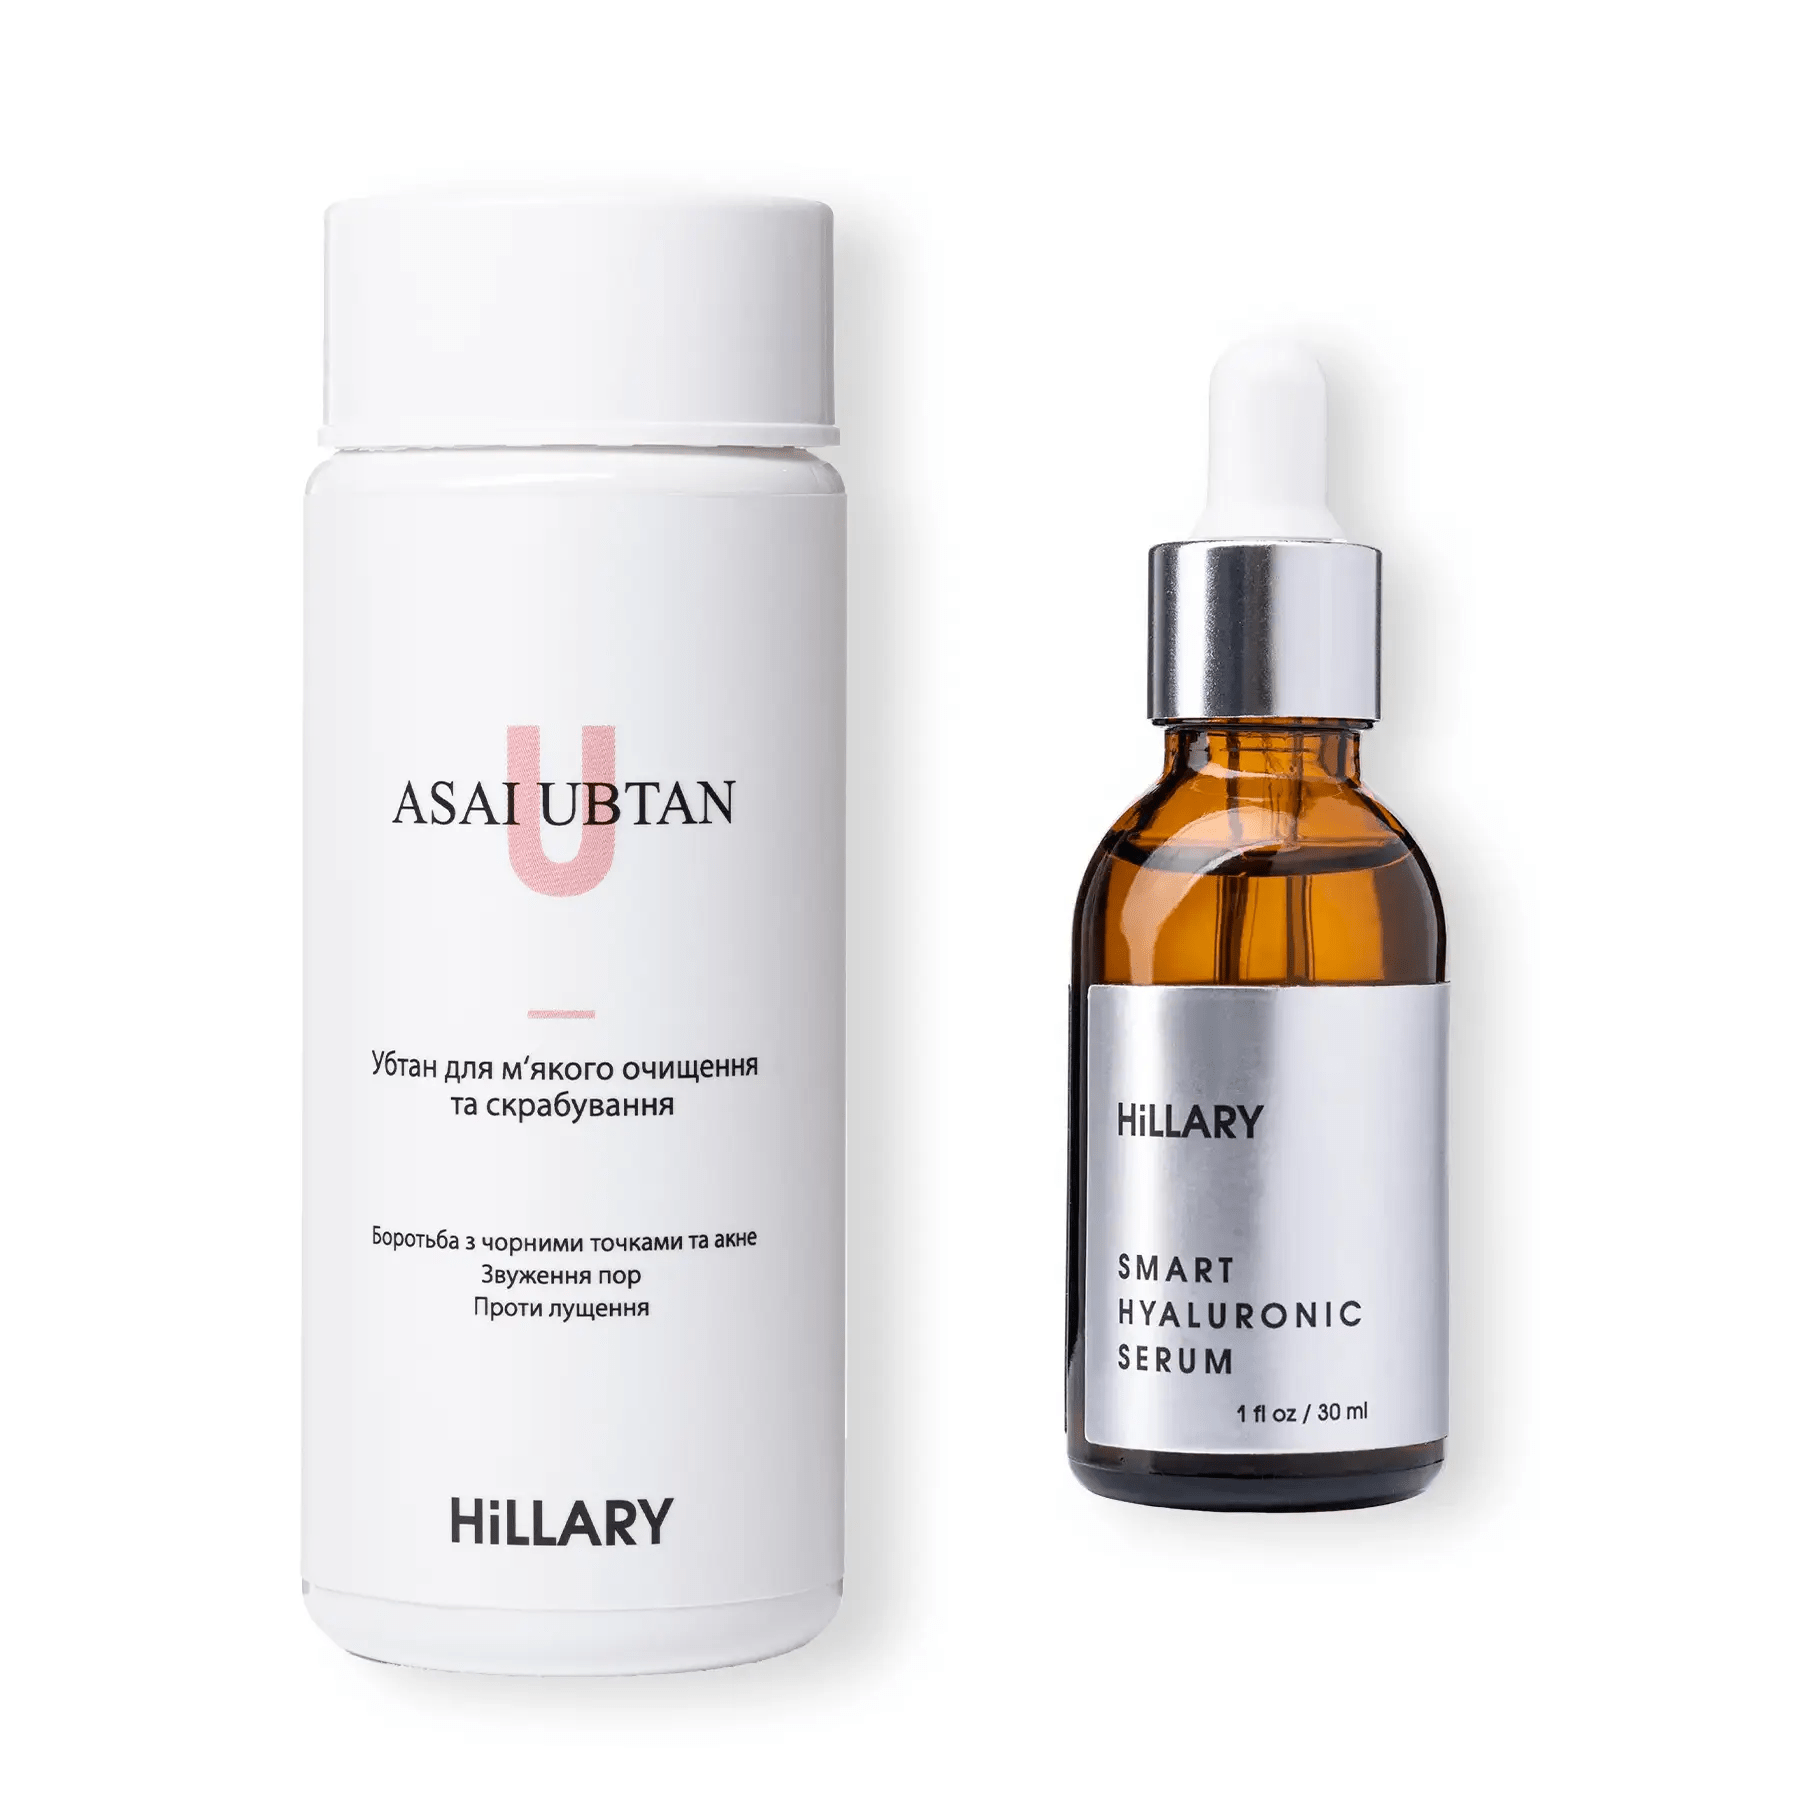 U
ASAI UBTAN
Убтан для м‘якого очищення
та скрабування
Боротьба з чорними точками та акне
Звуження пор
Проти лущення
HiLLARY
HiLLARY
SMART
HYALURONIC
SERUM
1 fl oz / 30 ml